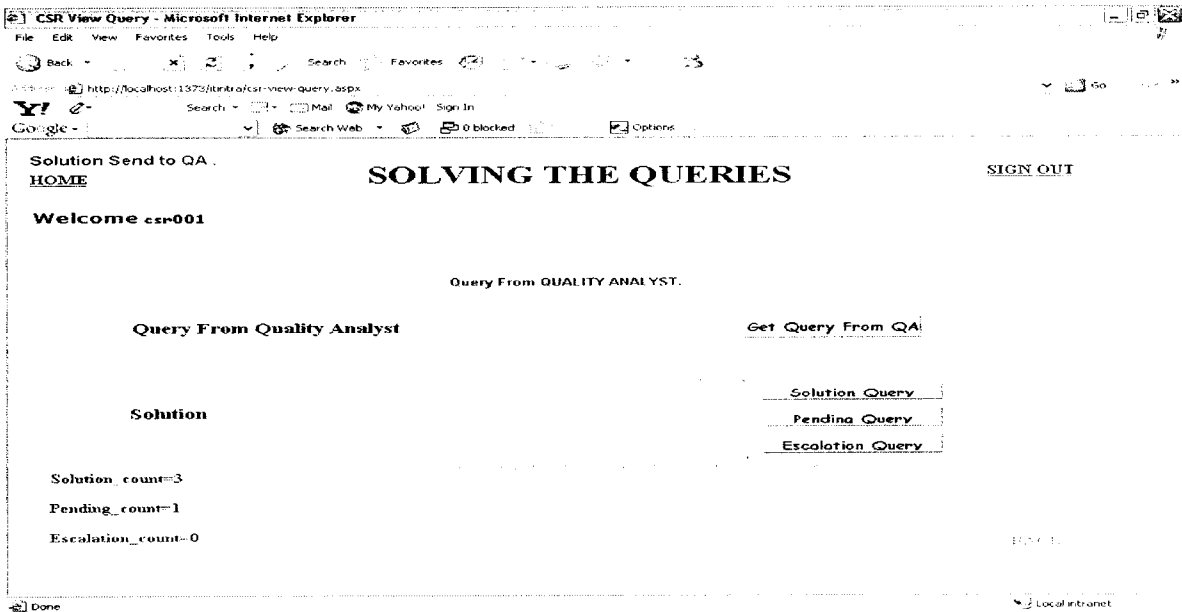 CSR View Query - Microsoft Internet Explorer
File Edit View Favorites Tools Help
Back Search Favorites
http://localhost:1373/itintra/csr-view-query.aspx Go
Y! Search Mail My Yahoo! Sign In
Google Search Web 0 blocked Options
Solution Send to QA .
HOME SOLVING THE QUERIES SIGN OUT
Welcome csr001
Query From QUALITY ANALYST.
Query From Quality Analyst Get Query From QA
Solution Query
Solution Pending Query
Escalation Query
Solution_count=3
Pending_count=1
Escalation_count=0
Done Local intranet